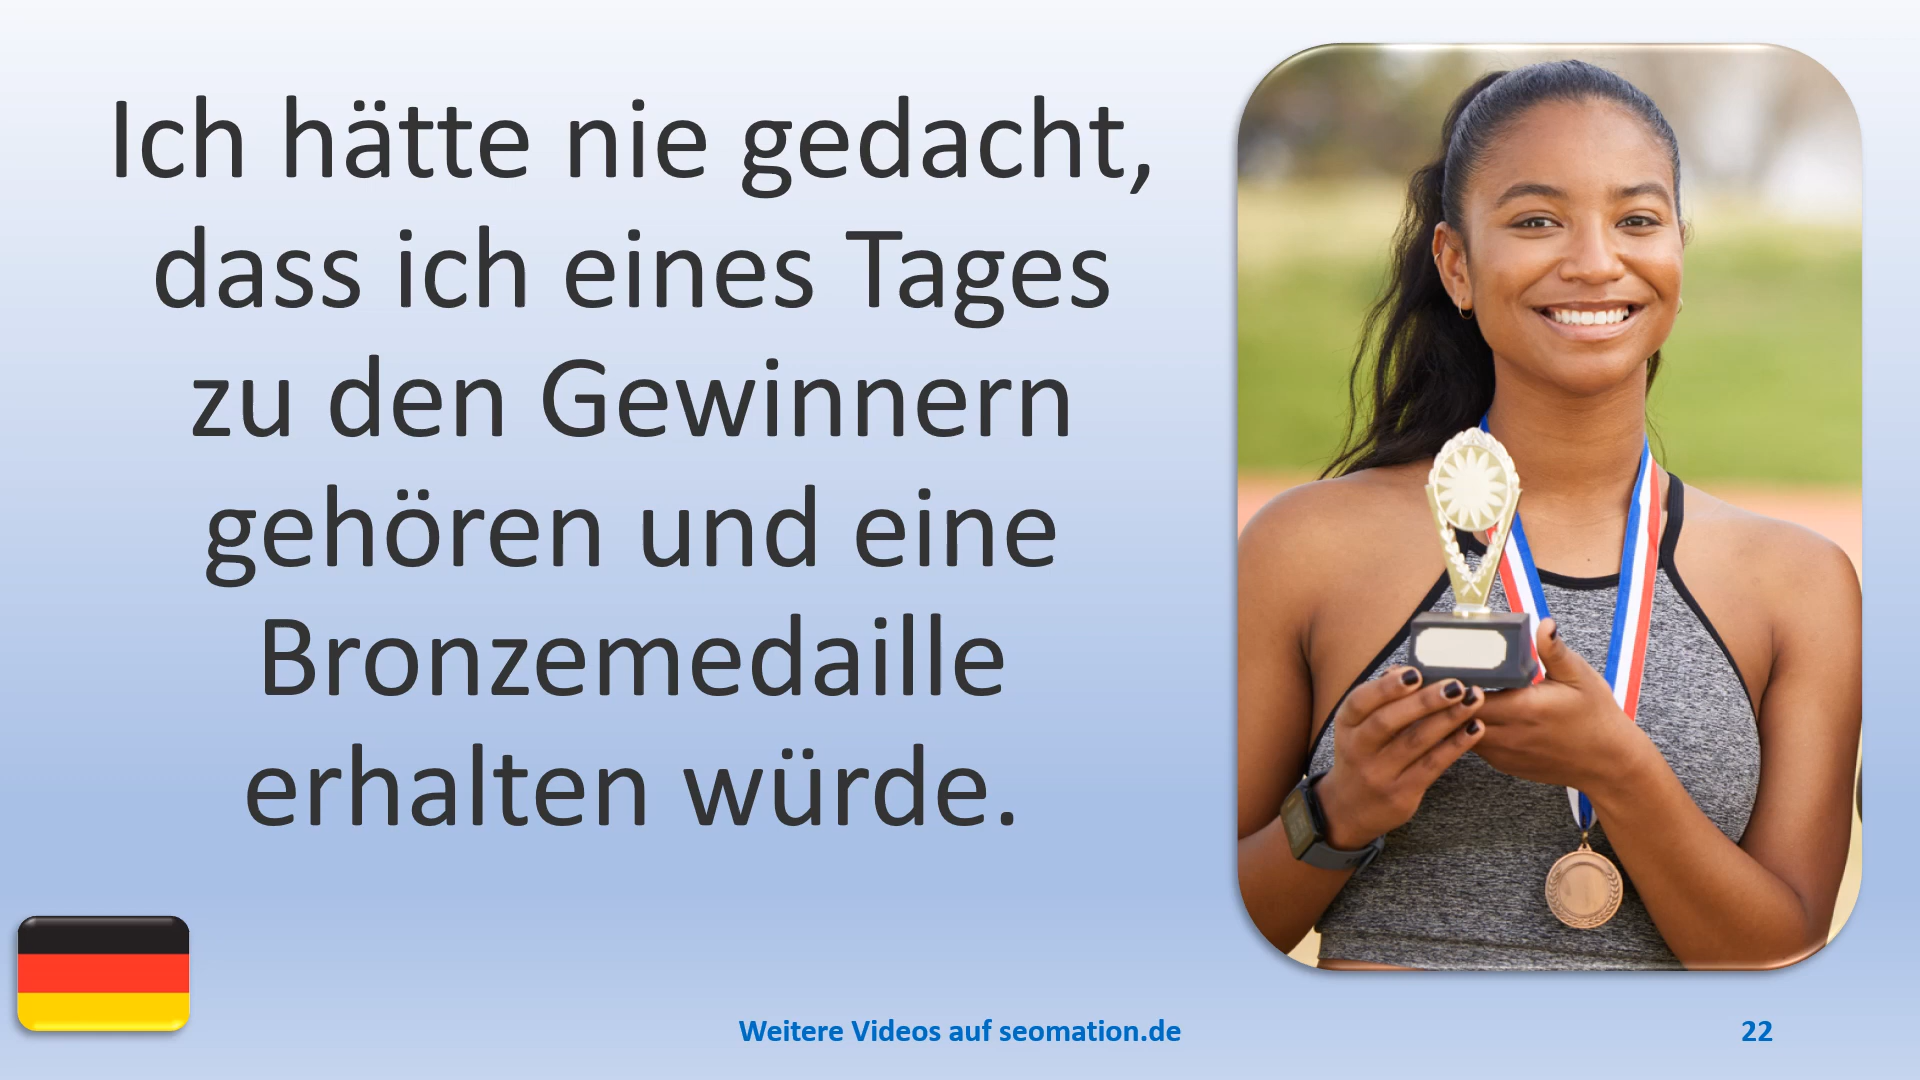 Ich hätte nie gedacht,
dass ich eines Tages
zu den Gewinnern
gehören und eine
Bronzemedaille
erhalten würde.
Weitere Videos auf seomation.de
22